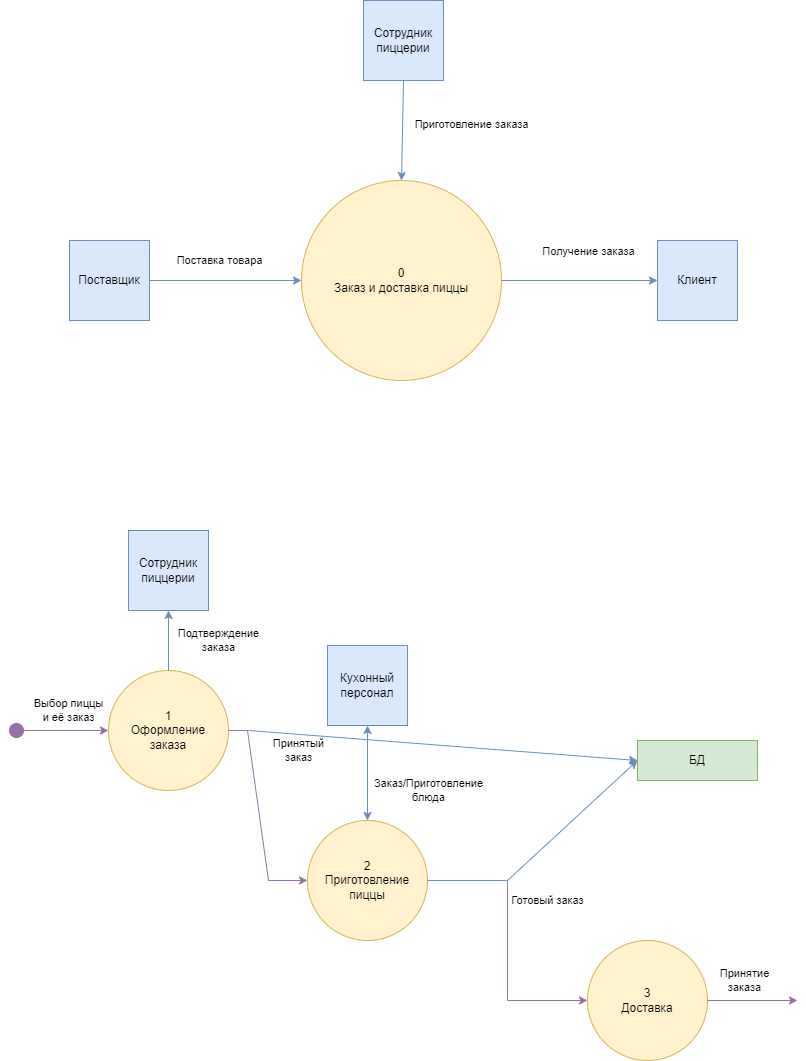 Сотрудник
пиццерии
Приготовление заказа
Поставщик
Поставка товара
0
Заказ и доставка пиццы
Получение заказа
Клиент
Сотрудник
пиццерии
Подтверждение
заказа
Выбор пиццы
и её заказ
1
Оформление
заказа
Кухонный
персонал
Принятый
заказ
БД
Заказ/Приготовление
блюда
2
Приготовление
пиццы
Готовый заказ
3
Доставка
Принятие
заказа